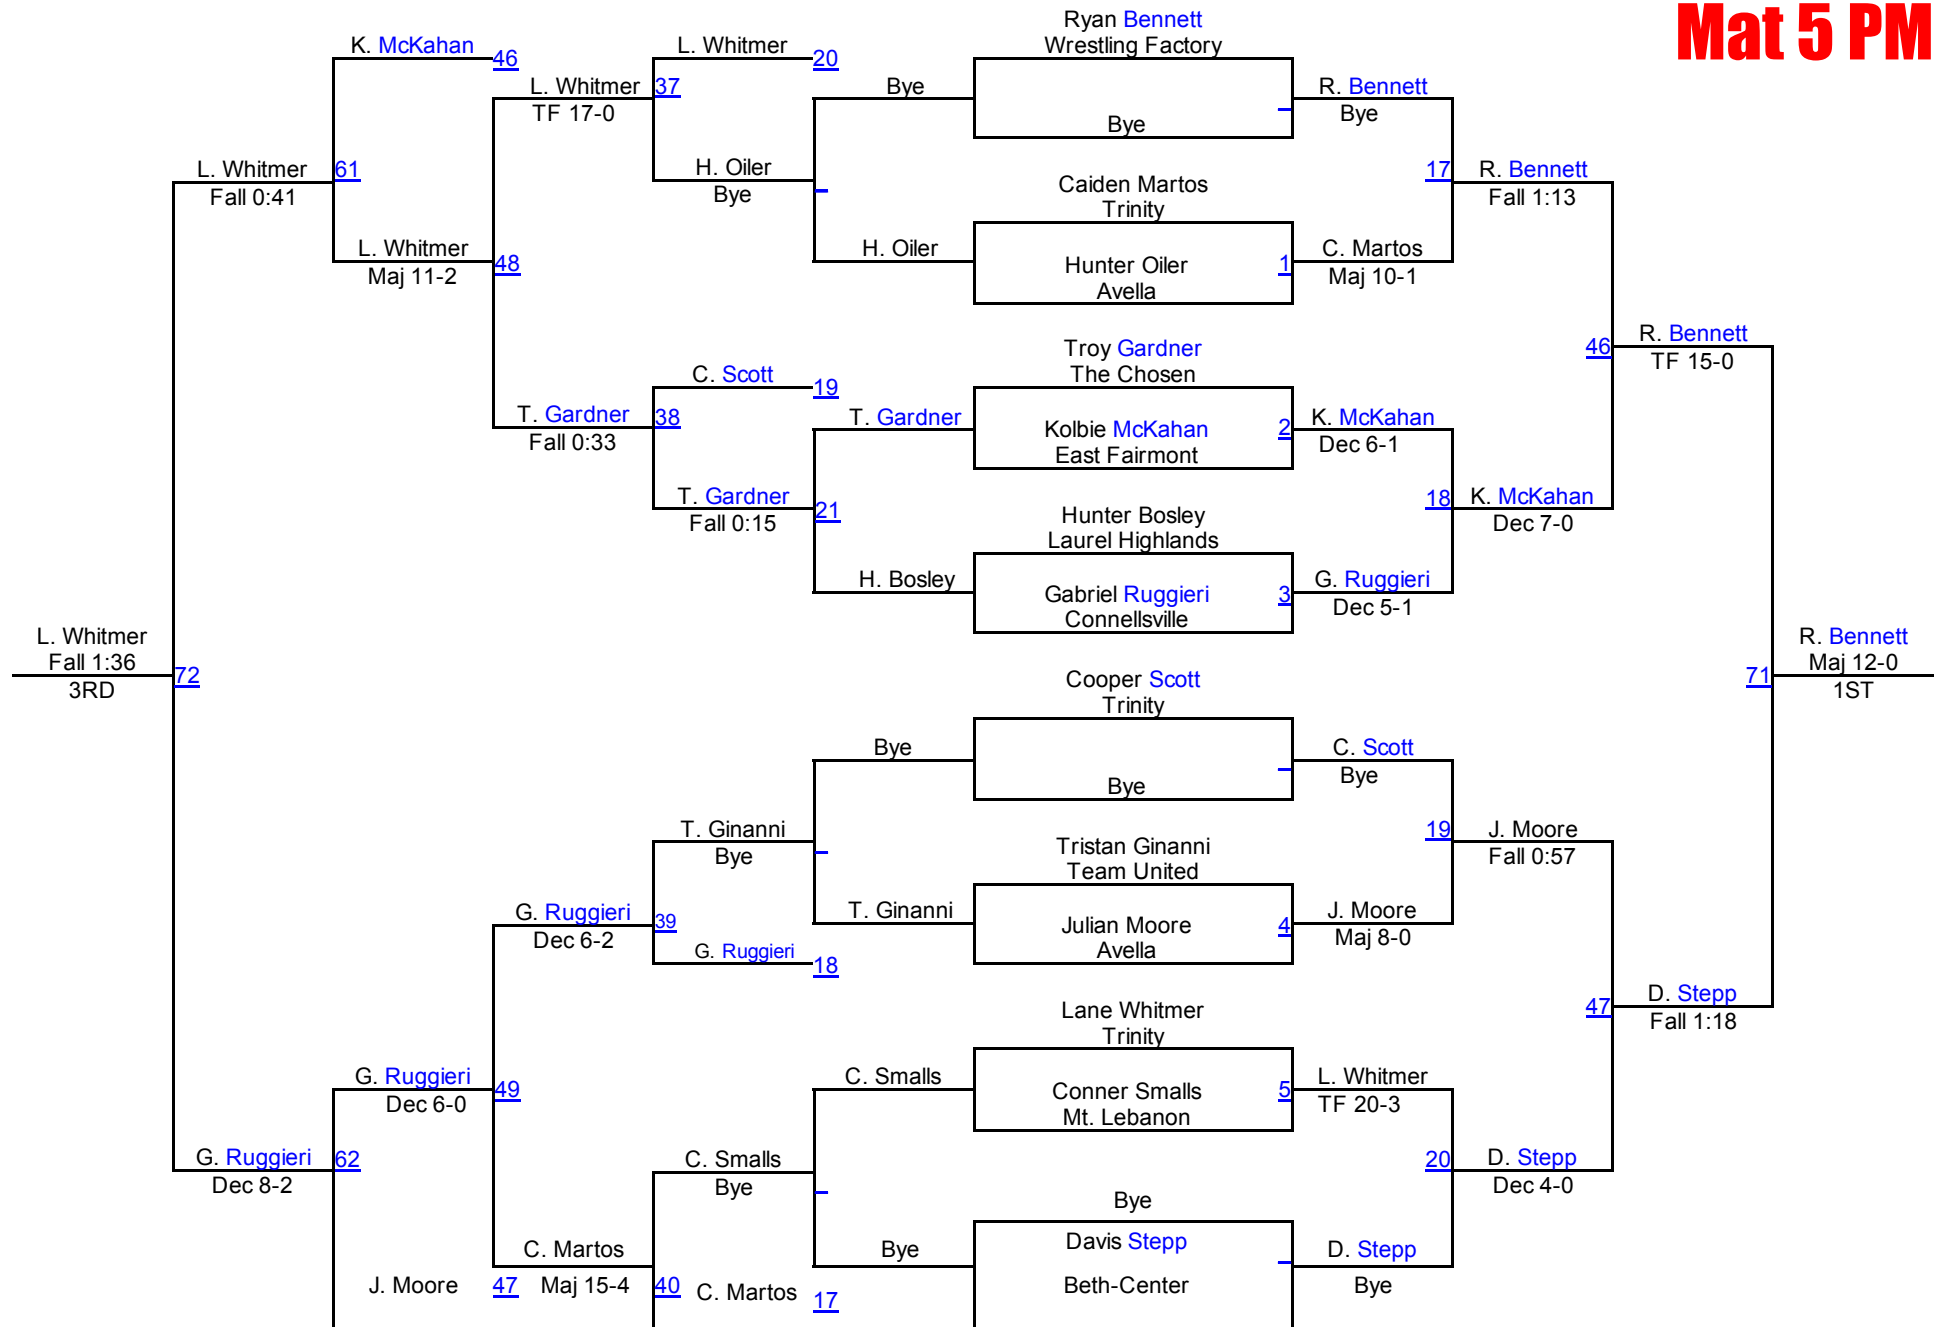 Mat 5 PM
Ryan Bennett
Wrestling Factory
K. McKahan
46
L. Whitmer
20
L. Whitmer
37
TF 17-0
Bye
R. Bennett
Bye
Bye
L. Whitmer
61
Fall 0:41
H. Oiler
Bye
Caiden Martos
Trinity
17
R. Bennett
Fall 1:13
L. Whitmer
48
Maj 11-2
H. Oiler
Hunter Oiler
Avella
1
C. Martos
Maj 10-1
Troy Gardner
The Chosen
46
R. Bennett
TF 15-0
C. Scott
19
T. Gardner
38
Fall 0:33
T. Gardner
Kolbie McKahan
East Fairmont
2
K. McKahan
Dec 6-1
T. Gardner
21
Fall 0:15
18
K. McKahan
Dec 7-0
Hunter Bosley
Laurel Highlands
H. Bosley
Gabriel Ruggieri
Connellsville
3
G. Ruggieri
Dec 5-1
L. Whitmer
Fall 1:36
3RD
72
71
R. Bennett
Maj 12-0
1ST
Cooper Scott
Trinity
Bye
Bye
C. Scott
Bye
T. Ginanni
Bye
Tristan Ginanni
Team United
19
J. Moore
Fall 0:57
G. Ruggieri
39
Dec 6-2
T. Ginanni
Julian Moore
Avella
4
J. Moore
Maj 8-0
G. Ruggieri
18
Lane Whitmer
Trinity
47
D. Stepp
Fall 1:18
G. Ruggieri
49
Dec 6-0
C. Smalls
Conner Smalls
Mt. Lebanon
5
L. Whitmer
TF 20-3
G. Ruggieri
62
Dec 8-2
C. Smalls
Bye
20
D. Stepp
Dec 4-0
Bye
C. Martos
Bye
Davis Stepp
D. Stepp
J. Moore
47
Maj 15-4
40
C. Martos
17
Beth-Center
Bye